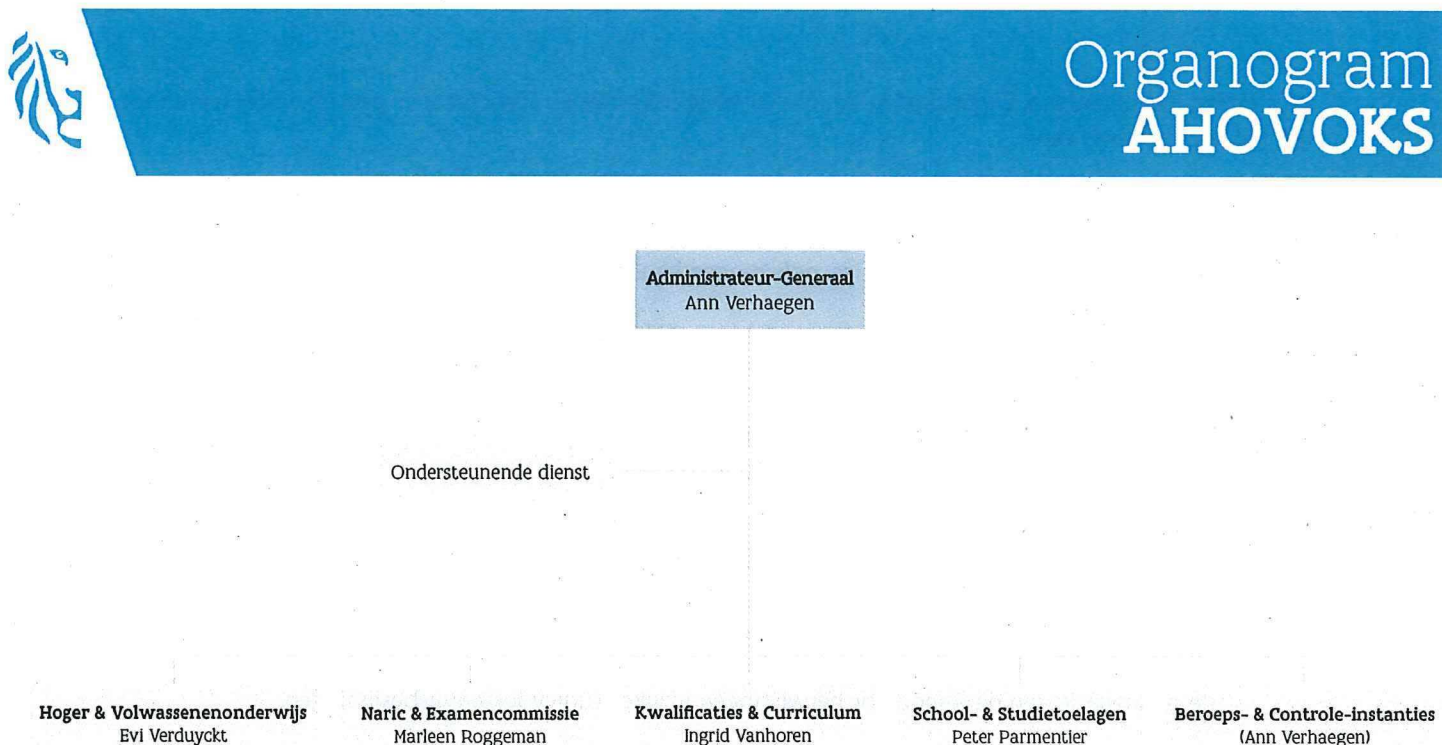 Organogram
AHOVOKS
Administrateur-Generaal
Ann Verhaegen
Ondersteunende dienst
Hoger & Volwassenenonderwijs
Evi Verduyckt
Naric & Examencommissie
Marleen Roggeman
Kwalificaties & Curriculum
Ingrid Vanhoren
School- & Studietoelagen
Peter Parmentier
Beroeps- & Controle-instanties
(Ann Verhaegen)